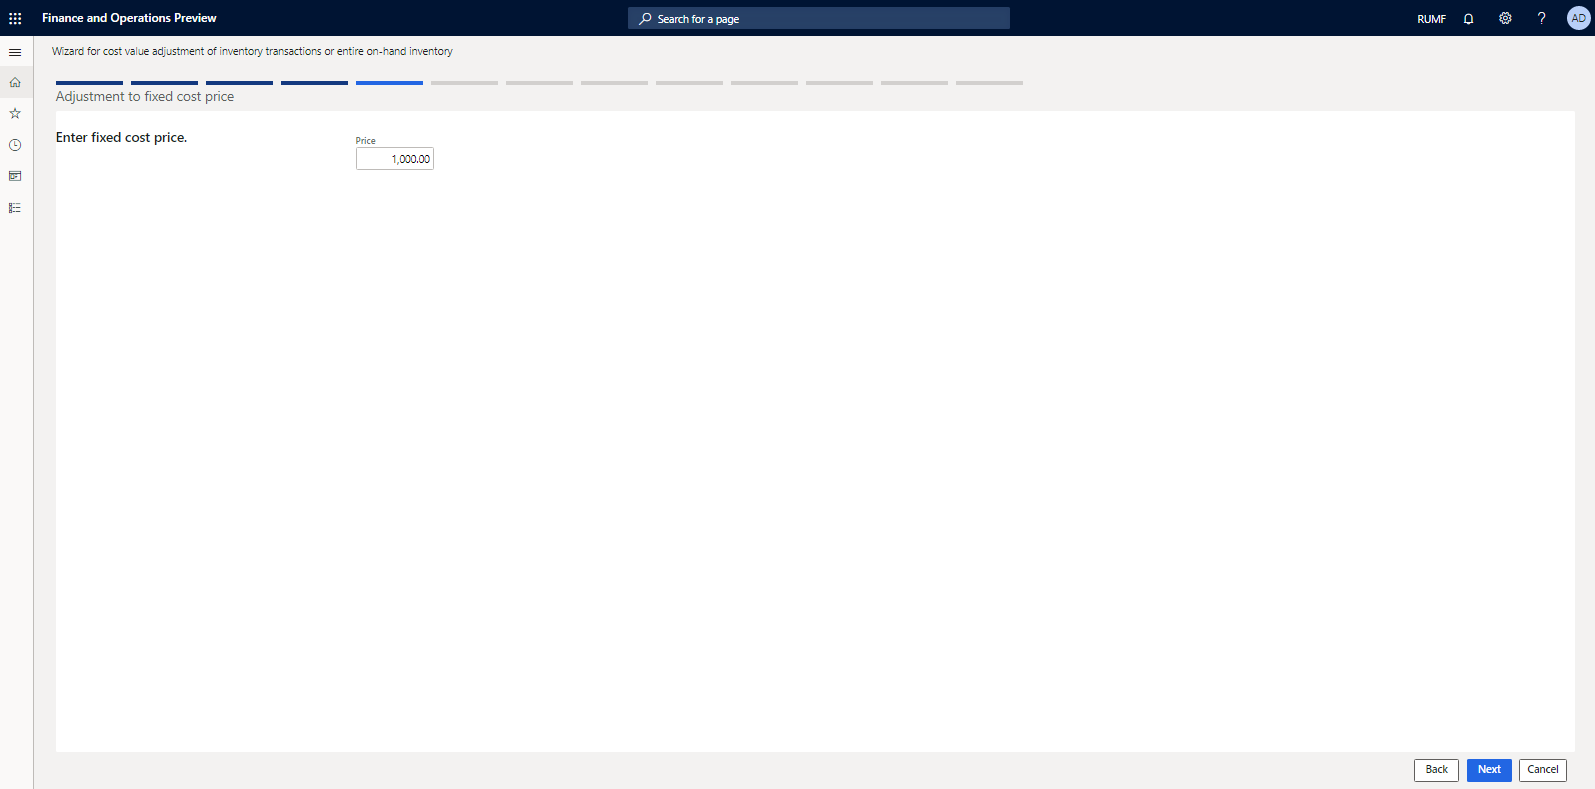 Finance and Operations Preview
Search for a page
RUMF
?
AD
Wizard for cost value adjustment of inventory transactions or entire on-hand inventory
Adjustment to fixed cost price
Enter fixed cost price.
Price
1,000.00
Back
Next
Cancel